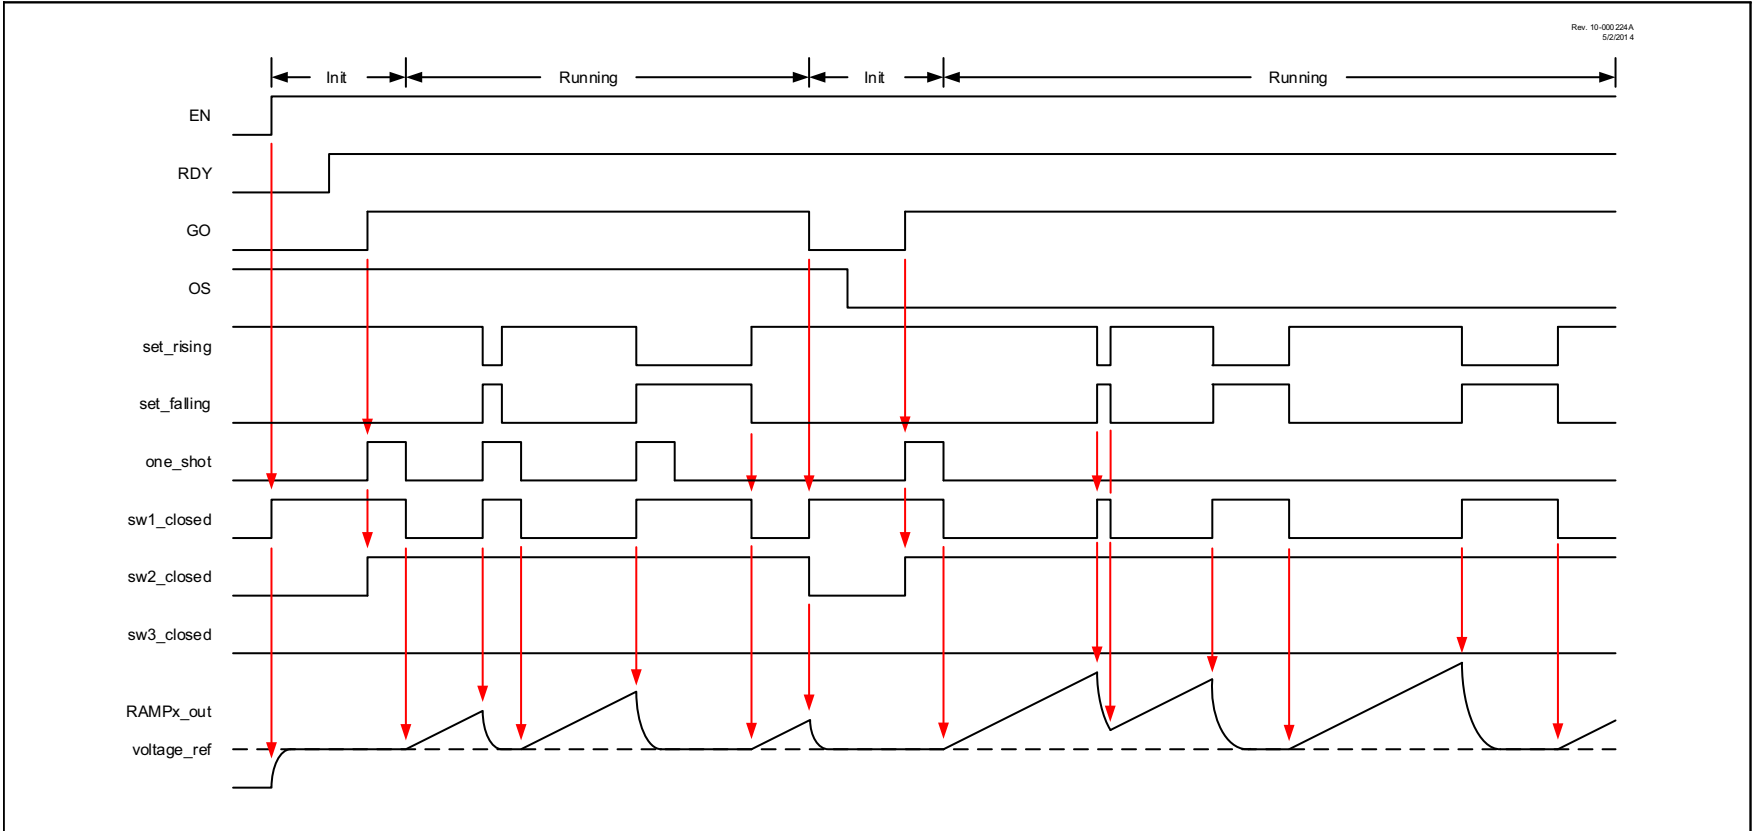 Rev. 10-000224A
5/2/2014
Init
Running
Init
Running
EN
RDY
GO
OS
set_rising
set_falling
one_shot
sw1_closed
sw2_closed
sw3_closed
RAMPx_out
voltage_ref